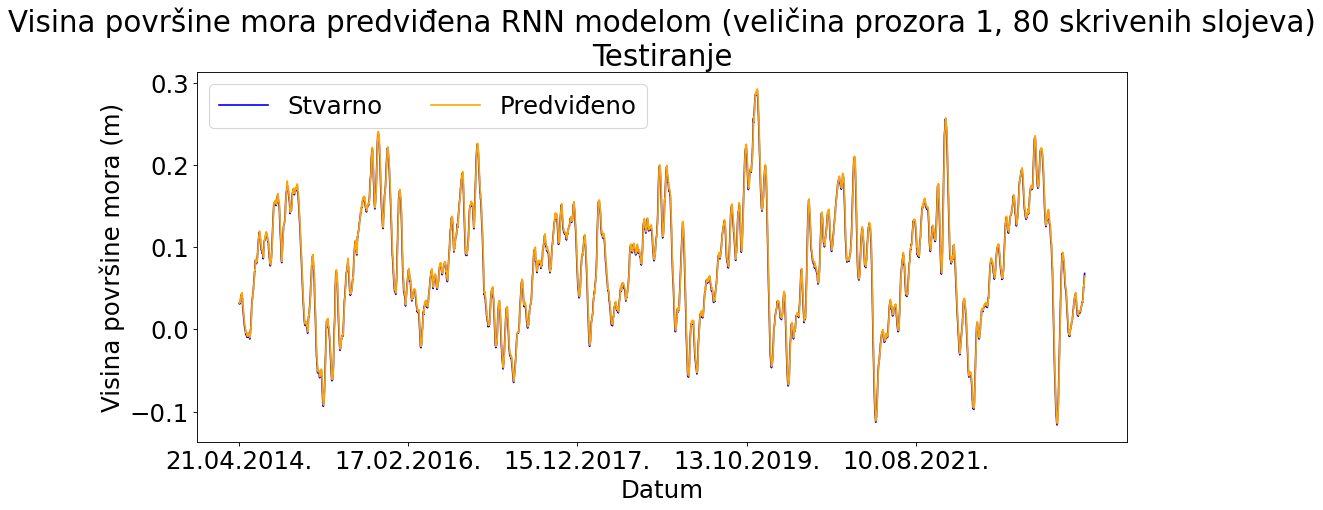 Visina površine mora predviđena RNN modelom (veličina prozora 1, 80 skrivenih slojeva)
Testiranje
Stvarno
Predviđeno
Visina površine mora (m)
0.3
0.2
0.1
0.0
−0.1
21.04.2014.
17.02.2016.
15.12.2017.
13.10.2019.
10.08.2021.
Datum